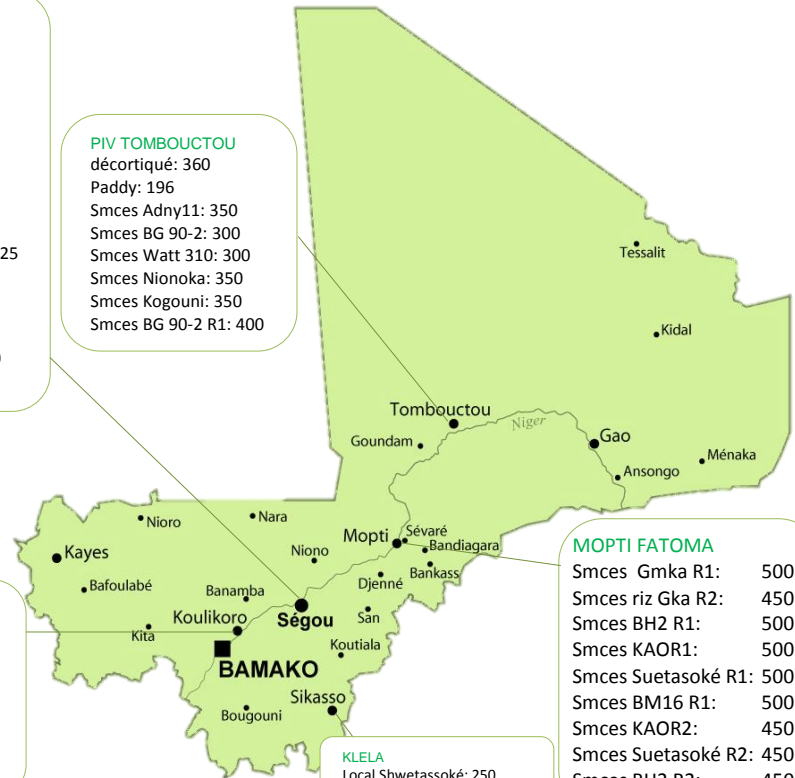 PIV TOMBOUCTOU
décortiqué: 360
Paddy: 196
Smces Adny11: 350
Smces BG 90-2: 300
Smces Watt 310: 300
Smces Nionoka: 350
Smces Kogouni: 350
Smces BG 90-2 R1: 400
25
Tessalit
Kidal
Tombouctou
Niger
Goundam
Gao
Ménaka
Ansongo
Nioro
Nara
Mopti
Sévaré
Bandiagara
Kayes
Niono
Bankass
Djenné
Bafoulabé
Banamba
Koulikoro
Ségou
San
Kita
Koutiala
BAMAKO
Sikasso
Bougouni
MOPTI FATOMA
Smces Gmka R1: 500
Smces riz Gka R2: 450
Smces BH2 R1: 500
Smces KAOR1: 500
Smces Suetasoké R1: 500
Smces BM16 R1: 500
Smces KAOR2: 450
Smces Suetasoké R2: 450
Smces BH2 R2: 450
KLELA
Local Shwetassoké: 250